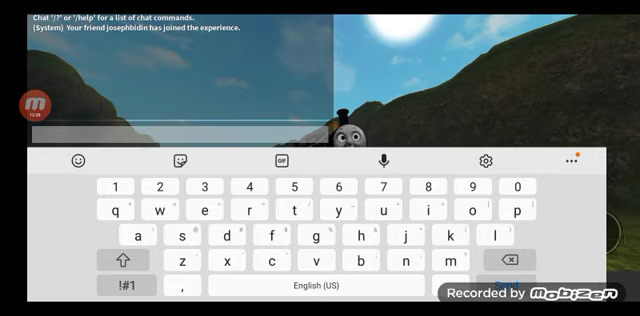 Chat '/?' or '/help' for a list of chat commands.
{System} Your friend josephbidin has joined the experience.
12:36
GIF
1 2 3 4 5 6 7 8 9 0
q w e r t y u i o p
a s d f g h j k l
z x c v b n m
!#1 , English (US) Send
Recorded by mobizen